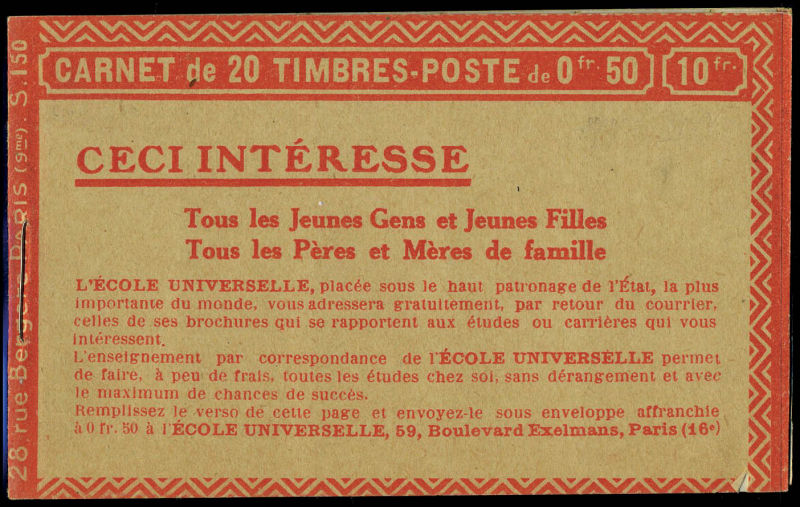 CARNET de 20 TIMBRES-POSTE de 0 fr. 50 10 fr.
CECI INTÉRESSE
Tous les Jeunes Gens et Jeunes Filles
Tous les Pères et Mères de famille
L'ÉCOLE UNIVERSELLE, placée sous le haut patronage de l'État, la plus
importante du monde, vous adressera gratuitement, par retour du courrier,
celles de ses brochures qui se rapportent aux études ou carrières qui vous
intéressent.
L'enseignement par correspondance de l'ÉCOLE UNIVERSELLE permet
de faire, à peu de frais, toutes les études chez soi, sans dérangement et avec
le maximum de chances de succès.
Remplissez le verso de cette page et envoyez-le sous enveloppe affranchie
à 0 fr. 50 à l'ÉCOLE UNIVERSELLE, 59, Boulevard Exelmans, Paris (16e)
28 rue Bergère PARIS (9me). S. 150